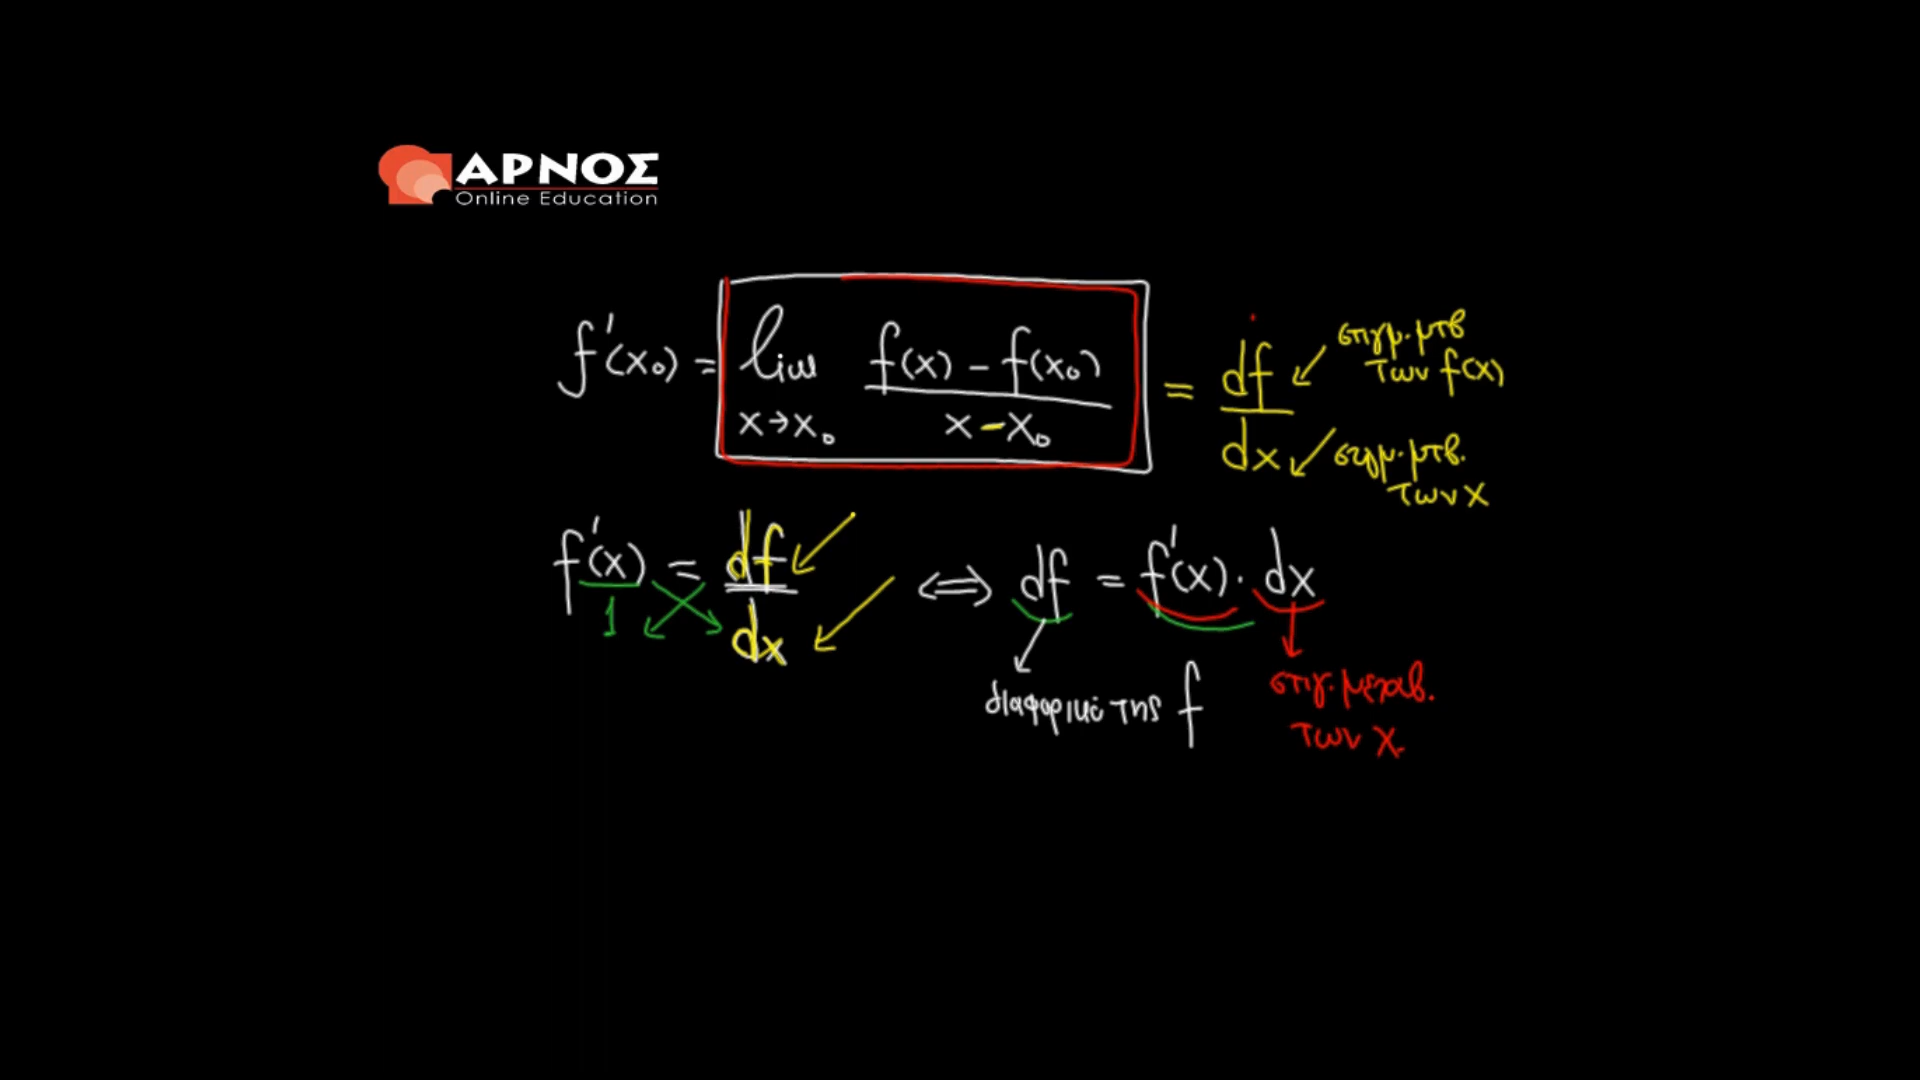 ΑΡΝΟΣ
Online Education
f'(x₀) = lim x→x₀ f(x) - f(x₀) / x - x₀ = df / dx
στιγμ. μτβ
των f(x)
στιγμ. μτβ.
των x
f'(x) = df / dx ⟺ df = f'(x) · dx
1
διαφορικό της f
στιγ. μεταβ.
των x